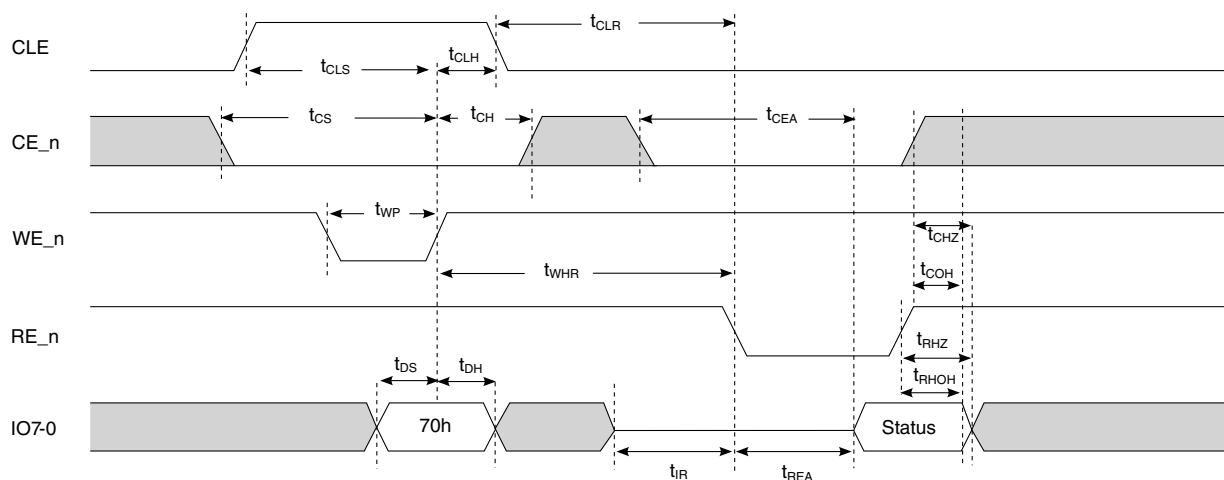 CLE
tCLR
tCLS
tCLH
CE_n
tCS
tCH
tCEA
WE_n
tWP
tCHZ
tWHR
tCOH
RE_n
tRHZ
tDS
tDH
tRHOH
IO7-0
70h
Status
tIR
tREA